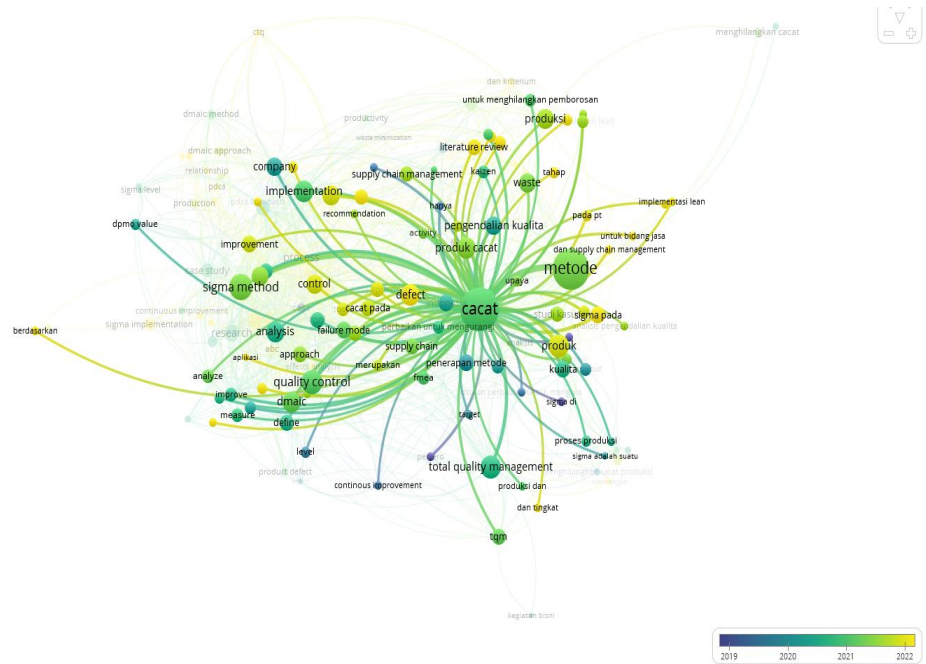 ctq
menghilangkan cacat
dan kriterium
untuk menghilangkan pemborosan
dmaic method
productivity
produksi
waste minimization
dmaic approach
literature review
company
relationship
supply chain management
kaizen
tahap
sigma level
pdca
implementation
waste
production
hanya
implementasi lean
recommendation
pada pt
dpmo value
activity
pengendalian kualita
untuk bidang jasa
improvement
produk cacat
dan supply chain management
process
case study
metode
sigma method
control
upaya
defect
continuous improvement
cacat pada
cacat
studi kasus
sigma pada
sigma implementation
berdasarkan
research
analysis
failure mode
perbaikan untuk mengurangi
analisis pengendalian kualita
abc
supply chain
produk
aplikasi
approach
merupakan
penerapan metode
kualita
analyze
quality control
fmea
improve
dmaic
sigma di
measure
define
target
proses produksi
level
sigma adalah suatu
total quality management
product defect
continous improvement
produksi dan
dan tingkat
tqm
kegiatan bisni
2019
2020
2021
2022